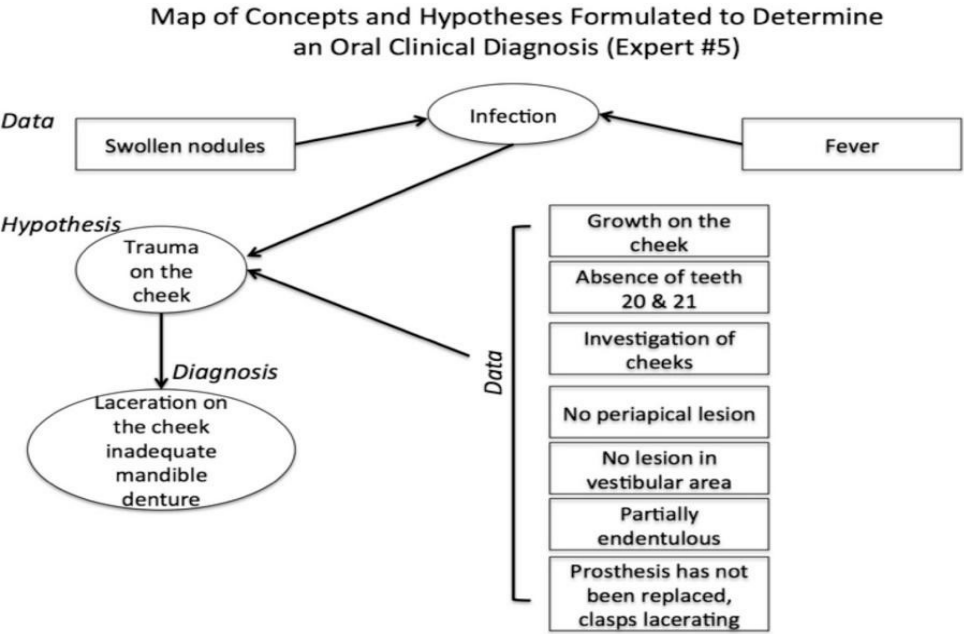 Map of Concepts and Hypotheses Formulated to Determine
an Oral Clinical Diagnosis (Expert #5)
Data
Swollen nodules
Infection
Fever
Hypothesis
Trauma
on the
cheek
Diagnosis
Laceration on
the cheek
inadequate
mandible
denture
Data
Growth on the
cheek
Absence of teeth
20 & 21
Investigation of
cheeks
No periapical lesion
No lesion in
vestibular area
Partially
endentulous
Prosthesis has not
been replaced,
clasps lacerating